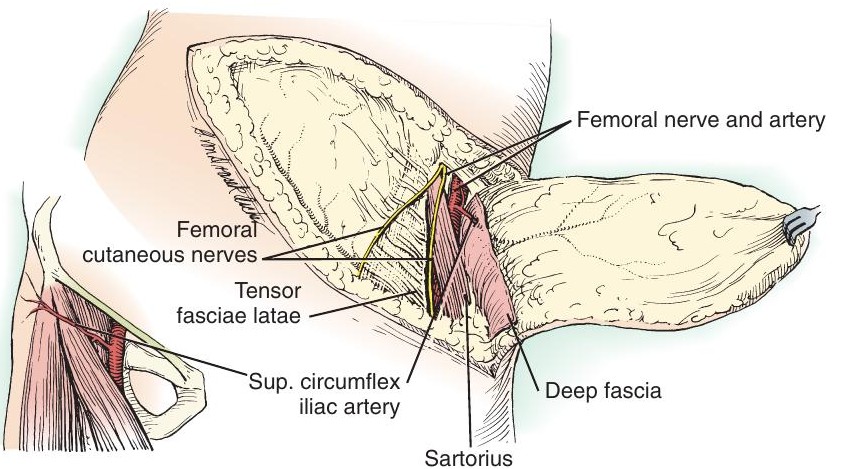 Femoral nerve and artery
Femoral
cutaneous nerves
Tensor
fasciae latae
Sup. circumflex
iliac artery
Deep fascia
Sartorius